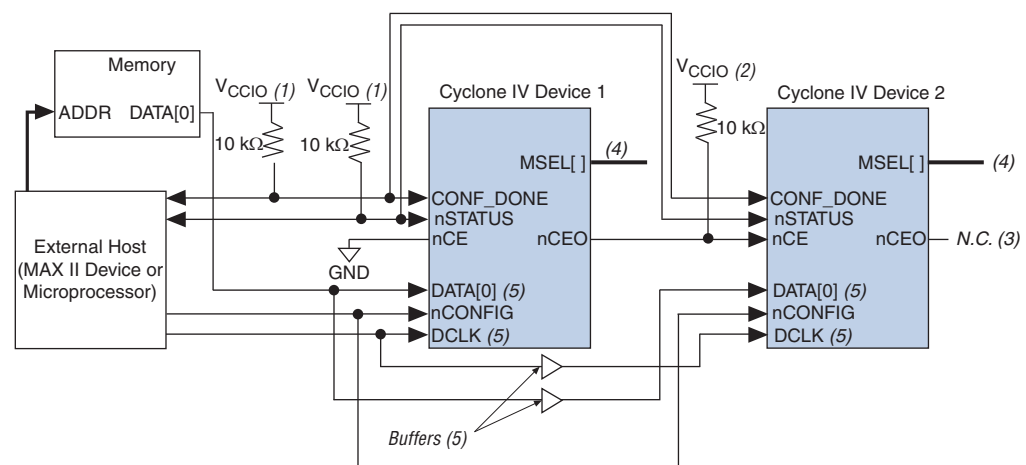 Memory
ADDR DATA[0]
VCCIO (1)
10 kΩ
VCCIO (1)
10 kΩ
Cyclone IV Device 1
MSEL[ ]
(4)
CONF_DONE
nSTATUS
nCE
nCEO
DATA[0] (5)
nCONFIG
DCLK (5)
GND
External Host
(MAX II Device or
Microprocessor)
VCCIO (2)
10 kΩ
Cyclone IV Device 2
MSEL[ ]
(4)
CONF_DONE
nSTATUS
nCE
nCEO
N.C. (3)
DATA[0] (5)
nCONFIG
DCLK (5)
Buffers (5)